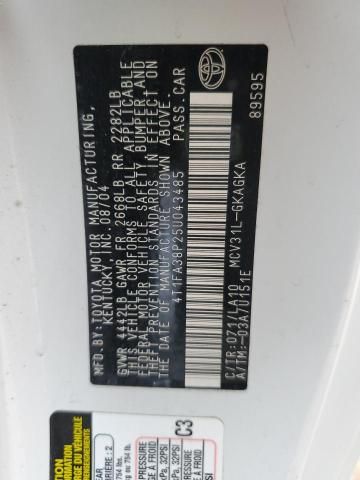 MFD. BY: TOYOTA MOTOR MANUFACTURING,
KENTUCKY, INC. 08/04
GVWR 4442LB GAWR FR 2668LB RR 2282LB
THIS VEHICLE CONFORMS TO ALL APPLICABLE
FEDERAL MOTOR VEHICLE SAFETY BUMPER, AND
THEFT PREVENTION STANDARDS IN EFFECT ON
THE DATE OF MANUFACTURE SHOWN ABOVE.
4T1FA38P25U043485 PASS.CAR
C/TR:071/LA10 MCV31L-GKAGKA
A/TM:-03A/U151E 89595
C3